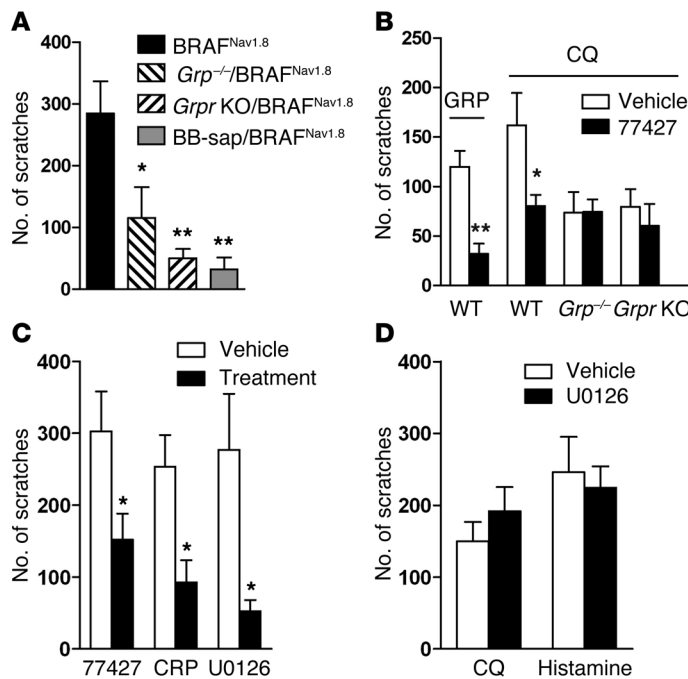 A
No. of scratches
400
300
200
100
0
BRAF^Nav1.8
Grp–/–/BRAF^Nav1.8
Grpr KO/BRAF^Nav1.8
BB-sap/BRAF^Nav1.8
*
**
**
B
No. of scratches
250
200
150
100
50
0
CQ
GRP
Vehicle
77427
**
*
WT WT Grp–/– Grpr KO
C
Vehicle
Treatment
No. of scratches
400
300
200
100
0
*
*
*
77427 CRP U0126
D
Vehicle
U0126
No. of scratches
400
300
200
100
0
CQ Histamine